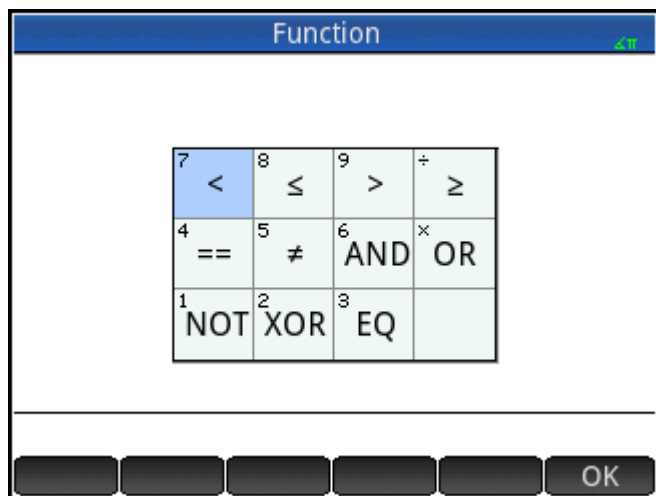 Function
∡π
7 < 8 ≤ 9 > ÷ ≥
4 == 5 ≠ 6 AND × OR
1 NOT 2 XOR 3 EQ
OK